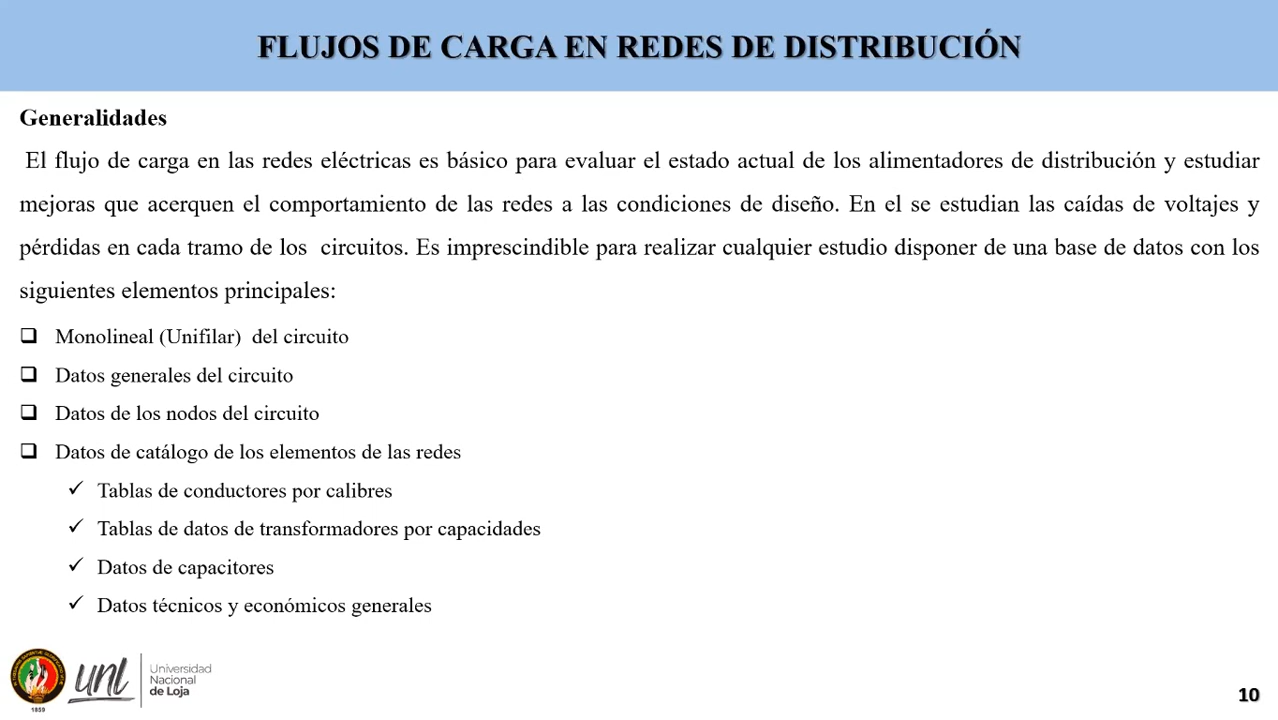 FLUJOS DE CARGA EN REDES DE DISTRIBUCIÓN
Generalidades
El flujo de carga en las redes eléctricas es básico para evaluar el estado actual de los alimentadores de distribución y estudiar
mejoras que acerquen el comportamiento de las redes a las condiciones de diseño. En el se estudian las caídas de voltajes y
pérdidas en cada tramo de los circuitos. Es imprescindible para realizar cualquier estudio disponer de una base de datos con los
siguientes elementos principales:
Monolineal (Unifilar) del circuito
Datos generales del circuito
Datos de los nodos del circuito
Datos de catálogo de los elementos de las redes
Tablas de conductores por calibres
Tablas de datos de transformadores por capacidades
Datos de capacitores
Datos técnicos y económicos generales
1859
unl
Universidad
Nacional
de Loja
10